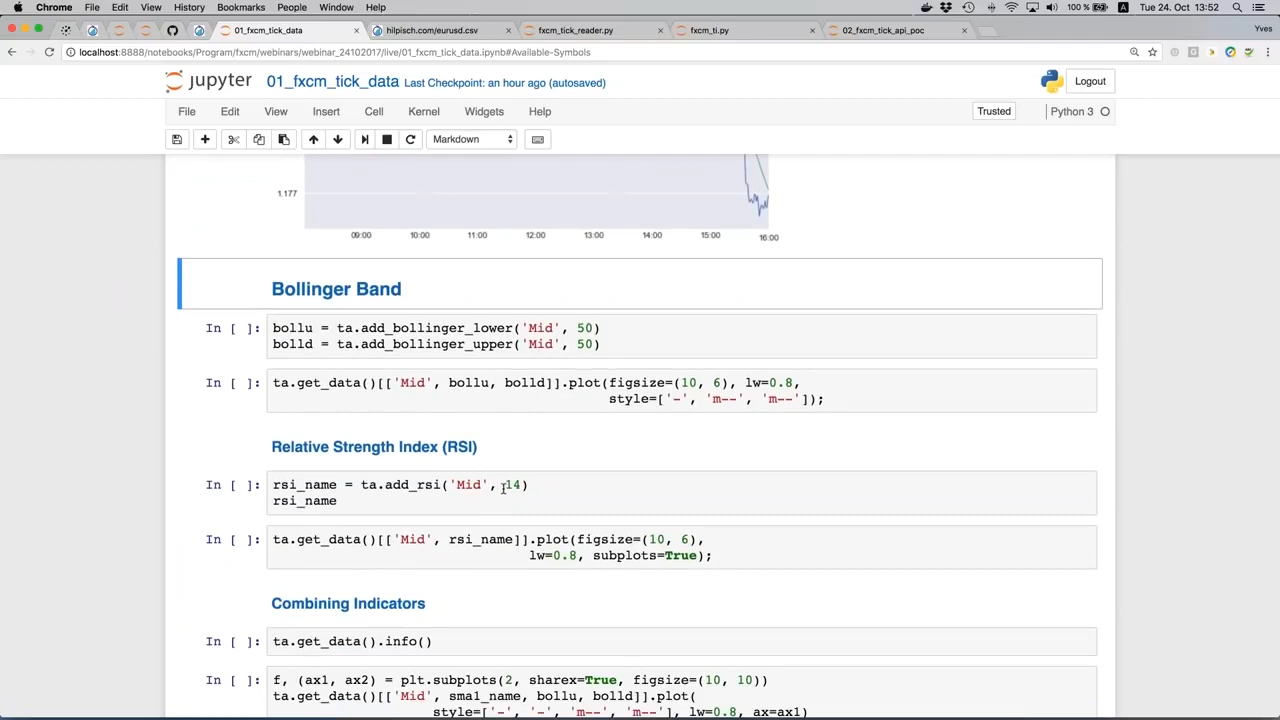 Chrome File Edit View History Bookmarks People Window Help 100 % Tue 24. Oct 13:52
01_fxcm_tick_data hilpisch.com/eurusd.csv fxcm_tick_reader.py fxcm_ti.py 02_fxcm_tick_api_poc Yves
localhost:8888/notebooks/Program/fxcm/webinars/webinar_24102017/live/01_fxcm_tick_data.ipynb#Available-Symbols
jupyter 01_fxcm_tick_data Last Checkpoint: an hour ago (autosaved) Logout
File Edit View Insert Cell Kernel Widgets Help Trusted Python 3
Markdown
1.177
09:00 10:00 11:00 12:00 13:00 14:00 15:00 16:00
Bollinger Band
In [ ]: bollu = ta.add_bollinger_lower('Mid', 50)
bolld = ta.add_bollinger_upper('Mid', 50)
In [ ]: ta.get_data()[['Mid', bollu, bolld]].plot(figsize=(10, 6), lw=0.8,
style=['-', 'm--', 'm--']);
Relative Strength Index (RSI)
In [ ]: rsi_name = ta.add_rsi('Mid', 14)
rsi_name
In [ ]: ta.get_data()[['Mid', rsi_name]].plot(figsize=(10, 6),
lw=0.8, subplots=True);
Combining Indicators
In [ ]: ta.get_data().info()
In [ ]: f, (ax1, ax2) = plt.subplots(2, sharex=True, figsize=(10, 10))
ta.get_data()[['Mid', sma1_name, bollu, bolld]].plot(
style=['-', '-', 'm--', 'm--'], lw=0.8, ax=ax1)